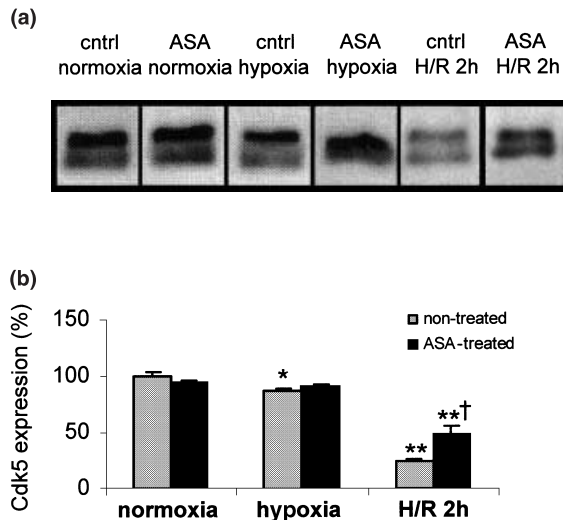 (a)
cntrl ASA cntrl ASA cntrl ASA
normoxia normoxia hypoxia hypoxia H/R 2h H/R 2h
(b)
Cdk5 expression (%)
150
100
50
0
non-treated
ASA-treated
*
**
**†
normoxia hypoxia H/R 2h